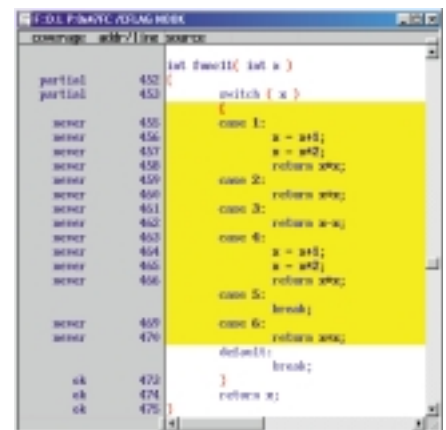 coverage addr/line source
int func11( int x )
partial 452 {
partial 453 switch ( x )
{
never 455 case 1:
never 456 x = x+1;
never 457 x = x*2;
never 458 return x*x;
never 459 case 2:
never 460 return x+x;
never 461 case 3:
never 462 return x-x;
never 463 case 4:
never 464 x = x+1;
never 465 x = x*2;
never 466 return x*x;
case 5:
break;
never 469 case 6:
never 470 return x+x;
default:
break;
ok 473 }
ok 474 return x;
ok 475 }